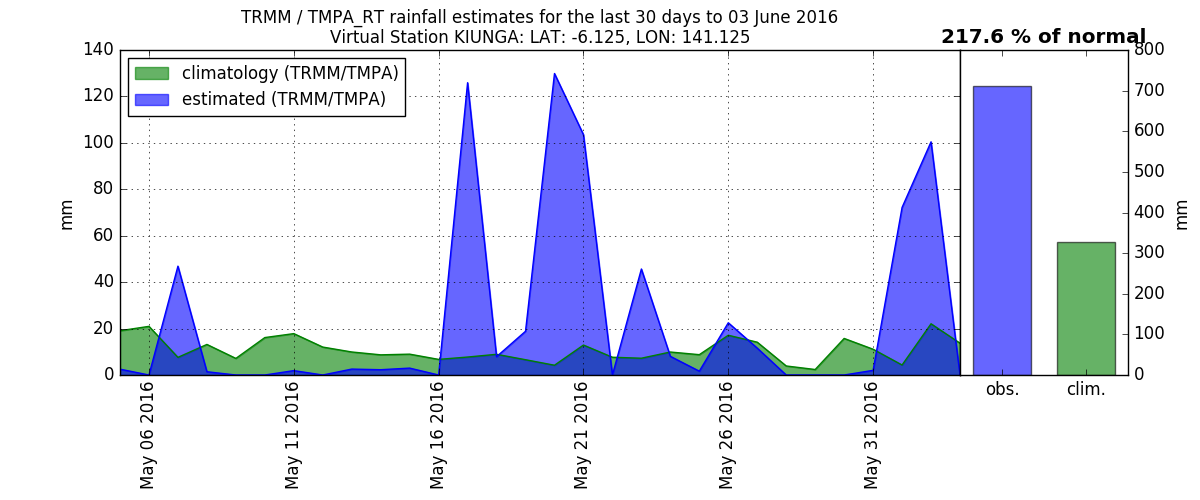 TRMM / TMPA_RT rainfall estimates for the last 30 days to 03 June 2016
Virtual Station KIUNGA: LAT: -6.125, LON: 141.125
217.6 % of normal
climatology (TRMM/TMPA)
estimated (TRMM/TMPA)
mm
140
120
100
80
60
40
20
0
May 06 2016
May 11 2016
May 16 2016
May 21 2016
May 26 2016
May 31 2016
obs.
clim.
800
700
600
500
400
300
200
100
0
mm